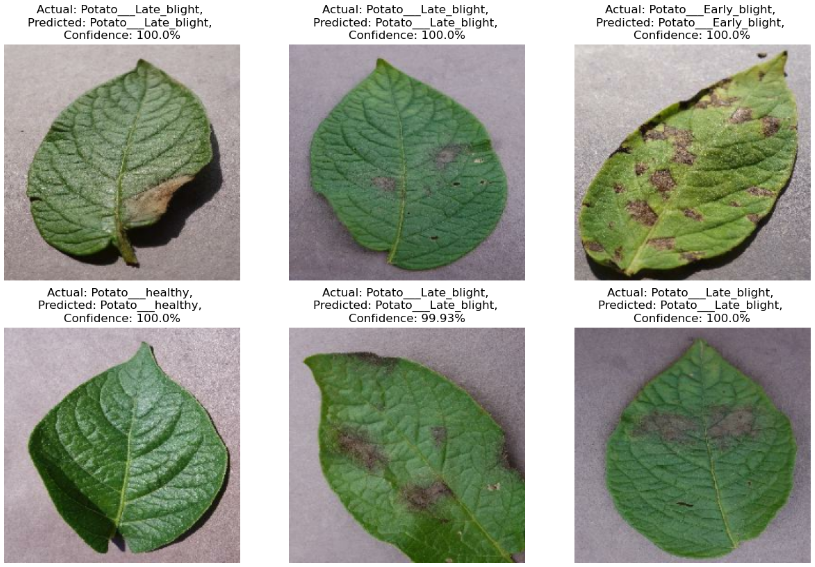 Actual: Potato___Late_blight,
Predicted: Potato___Late_blight,
Confidence: 100.0%
Actual: Potato___Late_blight,
Predicted: Potato___Late_blight,
Confidence: 100.0%
Actual: Potato___Early_blight,
Predicted: Potato___Early_blight,
Confidence: 100.0%
Actual: Potato___healthy,
Predicted: Potato___healthy,
Confidence: 100.0%
Actual: Potato___Late_blight,
Predicted: Potato___Late_blight,
Confidence: 99.93%
Actual: Potato___Late_blight,
Predicted: Potato___Late_blight,
Confidence: 100.0%